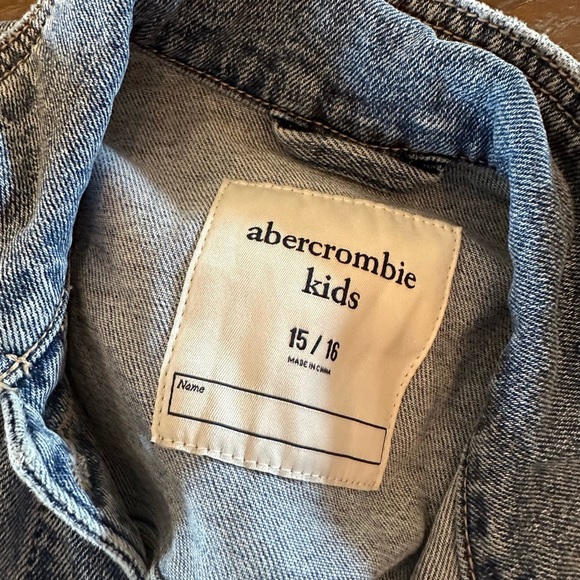 abercrombie
kids
15 / 16
MADE IN CHINA
Name